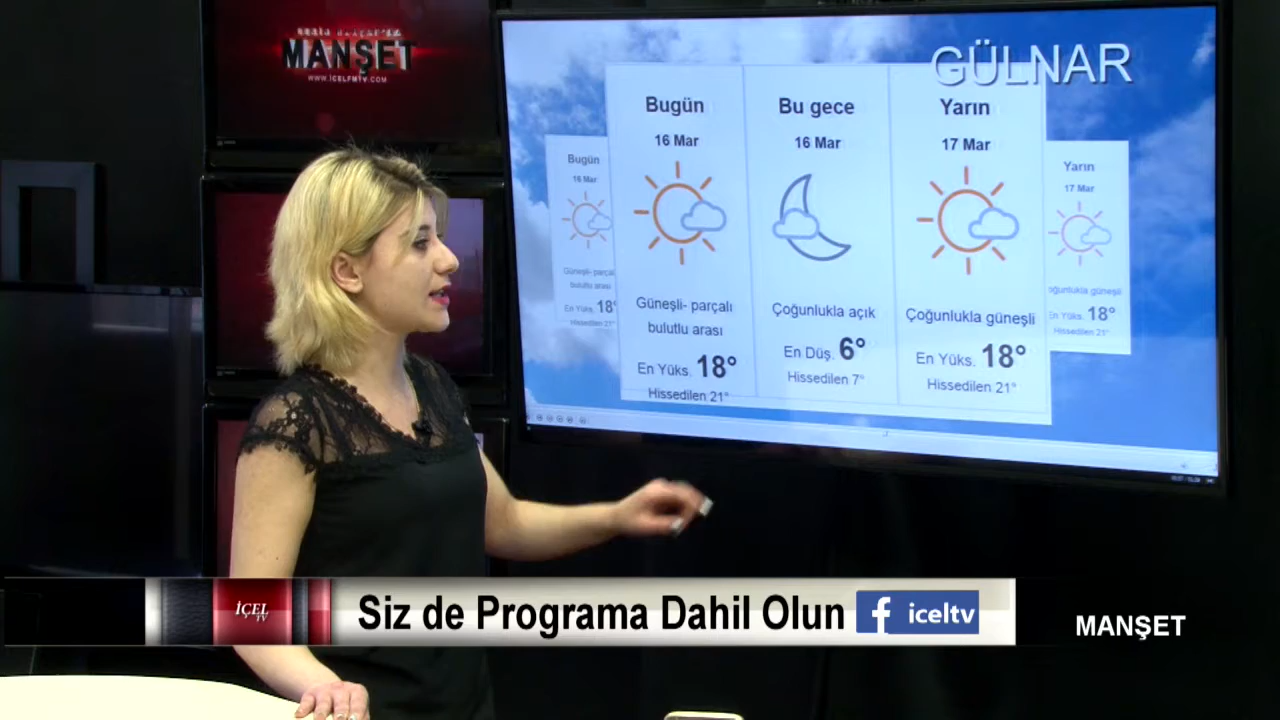 MANŞET
WWW.İCELFMTV.COM
GÜLNAR
Bugün
16 Mar
Güneşli- parçalı
bulutlu arası
En Yüks. 18°
Hissedilen 21°
Bu gece
16 Mar
Çoğunlukla açık
En Düş. 6°
Hissedilen 7°
Yarın
17 Mar
Çoğunlukla güneşli
En Yüks. 18°
Hissedilen 21°
Bugün
16 Mar
Güneşli-
bulutlu arası
En Yüks. 18°
Hissedilen 21°
Yarın
17 Mar
güneşli
En Yüks. 18°
Hissedilen 21°
İÇEL
TV
Siz de Programa Dahil Olun f iceltv
MANŞET